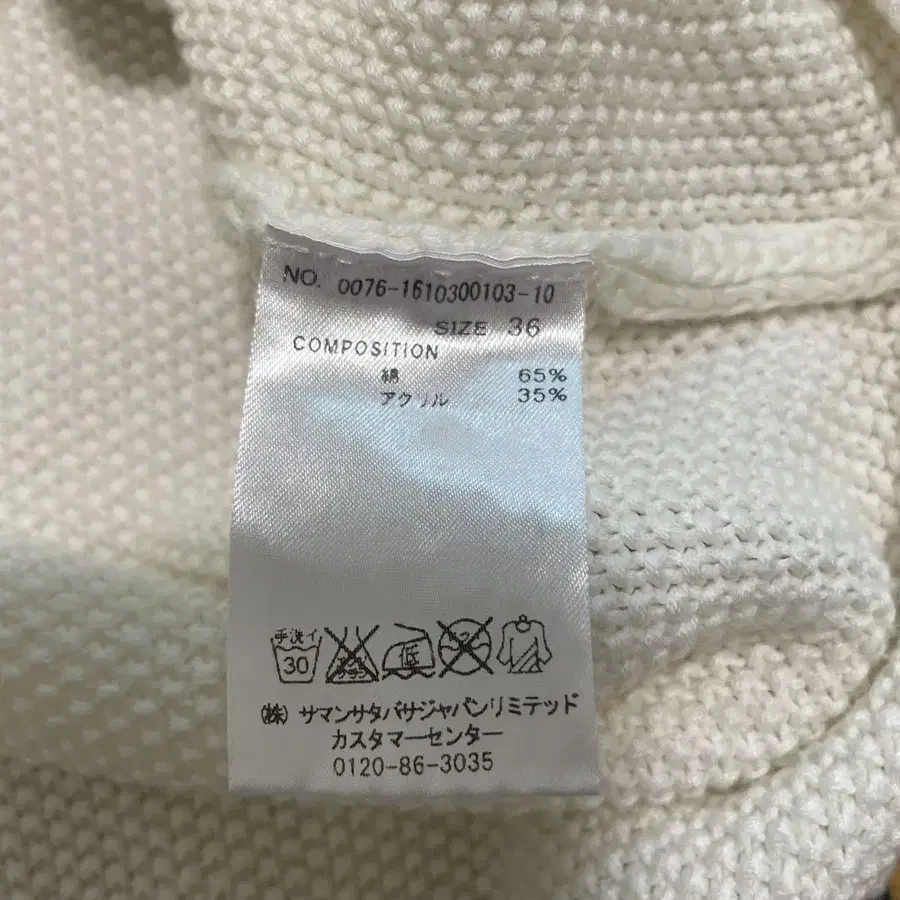 NO. 0076-1610300103-10
SIZE 36
COMPOSITION
綿 65%
アクリル 35%
手洗イ
30
低
(株) サマンサタバサジャパンリミテッド
カスタマーセンター
0120-86-3035